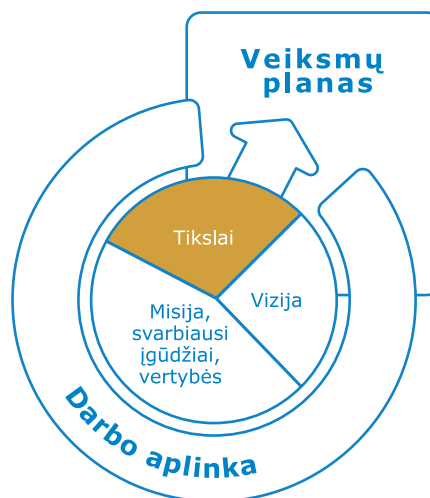 Veiksmų
planas
Tikslai
Vizija
Misija,
svarbiausi
įgūdžiai,
vertybės
Darbo aplinka